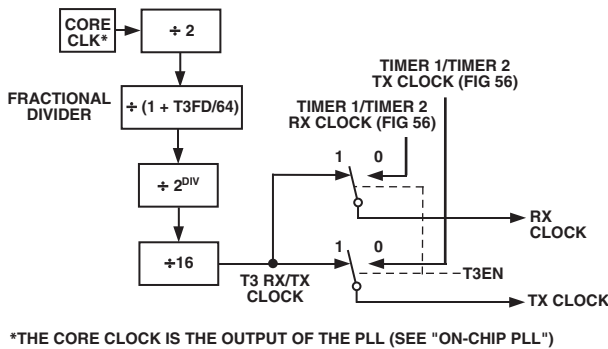 CORE
CLK*
÷ 2
TIMER 1/TIMER 2
TX CLOCK (FIG 56)
FRACTIONAL
DIVIDER
÷ (1 + T3FD/64)
TIMER 1/TIMER 2
RX CLOCK (FIG 56)
1 0
÷ 2DIV
RX
CLOCK
÷16
T3 RX/TX
CLOCK
1 0
T3EN
TX CLOCK
*THE CORE CLOCK IS THE OUTPUT OF THE PLL (SEE "ON-CHIP PLL")